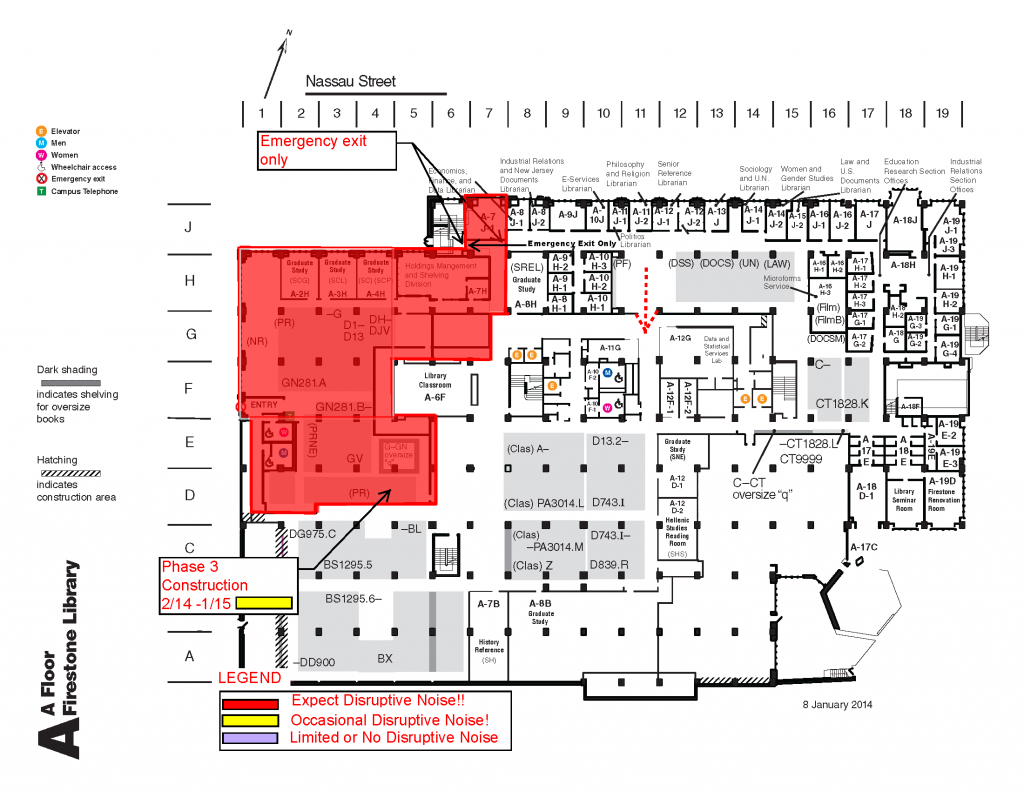 N
Nassau Street
1 2 3 4 5 6 7 8 9 10 11 12 13 14 15 16 17 18 19
E Elevator
M Men
W Women
Wheelchair access
Emergency exit
T Campus Telephone
Emergency exit
only
Economics,
Finance, and
Data Librarian
Industrial Relations
and New Jersey
Documents
Librarian
E-Services
Librarian
Philosophy
and Religion
Librarian
Senior
Reference
Librarian
Sociology
and U.N.
Librarian
Women and
Gender Studies
Librarian
Law and
U.S.
Documents
Librarian
Education
Research Section
Offices
Industrial
Relations
Section
Offices
J
A-7
J-1
A-8
J-1
A-8
J-2
A-9J
A-10J
A-11
J-1
A-11
J-2
A-12
J-1
A-12
J-2
A-13
J
A-14
J-1
A-14
J-2
A-15
J-2
A-16
J-1
A-16
J-2
A-17
J
A-18J
A-19
J-1
A-19
J-3
Emergency Exit Only
Politics
Librarian
H
Graduate
Study
(SCG)
A-2H
Graduate
Study
(SCL)
A-3H
Graduate
Study
(SC) (SCP)
A-4H
Holdings Mangement
and Shelving
Division
A-7H
(SREL)
Graduate
Study
A-8H
A-9
H-2
A-9
H-1
A-8
H-1
A-10
H-3
A-10
H-2
A-10
H-1
(PF)
(DSS) (DOCS) (UN) (LAW)
Microforms
Service
A-16
H-1
A-16
H-2
A-16
H-3
(Film)
(FilmB)
(DOCSM)
A-17
H-1
A-17
H-2
A-17
H-3
A-17
G-1
A-17
G-2
A-18H
A-18
H-2
A-18
G
A-19
H-1
A-19
H-2
A-19
G-3
A-19
G-2
A-19
G-1
A-19
G-4
G
(PR)
(NR)
–G
D1–
D13
DH–
DJV
A-11G
A-12G
Data and
Statistical
Services
Lab
Dark shading
indicates shelving
for oversize
books
F
GN281.A
GN281.B–
ENTRY
Library
Classroom
A-6F
E E
E
A-10
F-2
M
A-10
F-1
W
A-12F-1
A-12F-2
E E
C–
CT1828.K
A-18F
Hatching
indicates
construction area
E
W
M
(PRNE)
GV
G–GN
oversize
"q"
(Clas) A–
D13.2–
Graduate
Study
(SNE)
–CT1828.L
CT9999
C–CT
oversize “q”
A
17
E
A
18
E
A-19E
A-19
E-2
A-19
E-3
D
(PR)
(Clas) PA3014.L
D743.I
A-12
D-1
A-12
D-2
Hellenic
Studies
Reading
Room
(SHS)
A-18
D-1
Library
Seminar
Room
A-19D
Firestone
Renovation
Room
C
DG975.C
–BL
BS1295.5
(Clas)
–PA3014.M
(Clas) Z
D743.I–
D839.R
A-17C
Phase 3
Construction
2/14 -1/15
BS1295.6–
A-7B
A-8B
Graduate
Study
A
–DD900
BX
History
Reference
(SH)
A
A Floor
Firestone Library
8 January 2014
LEGEND
Expect Disruptive Noise!!
Occasional Disruptive Noise!
Limited or No Disruptive Noise